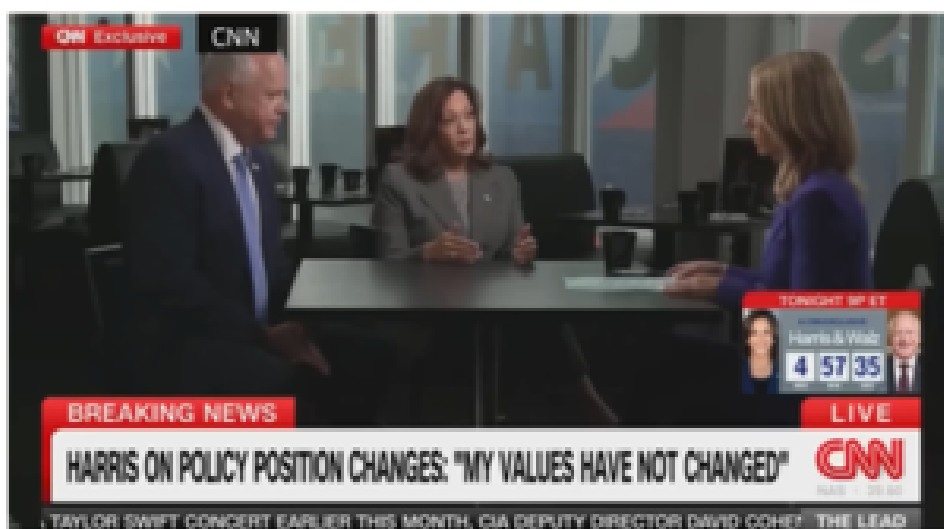 CNN Exclusive
CNN
CAFE
S
TONIGHT 9P ET
Harris & Walz
4 57 35
BREAKING NEWS
LIVE
HARRIS ON POLICY POSITION CHANGES: "MY VALUES HAVE NOT CHANGED"
CNN
TAYLOR SWIFT CONCERT EARLIER THIS MONTH, CIA DEPUTY DIRECTOR DAVID
THE LEAD